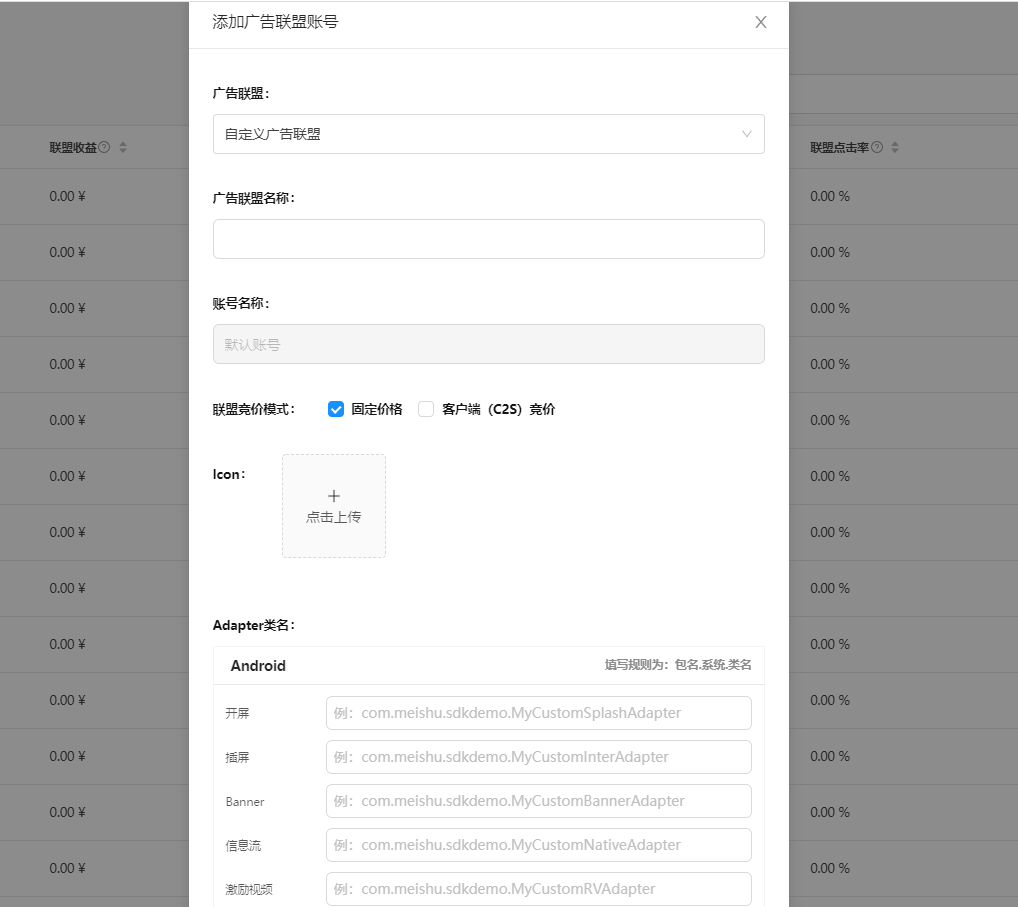 添加广告联盟账号
广告联盟：
自定义广告联盟
广告联盟名称：
账号名称：
默认账号
联盟竞价模式： 固定价格 客户端（C2S）竞价
Icon：
点击上传
Adapter类名：
Android 填写规则为：包名.系统.类名
开屏 例：com.meishu.sdkdemo.MyCustomSplashAdapter
插屏 例：com.meishu.sdkdemo.MyCustomInterAdapter
Banner 例：com.meishu.sdkdemo.MyCustomBannerAdapter
信息流 例：com.meishu.sdkdemo.MyCustomNativeAdapter
激励视频 例：com.meishu.sdkdemo.MyCustomRVAdapter
联盟收益 联盟点击率
0.00 ¥ 0.00 %
0.00 ¥ 0.00 %
0.00 ¥ 0.00 %
0.00 ¥ 0.00 %
0.00 ¥ 0.00 %
0.00 ¥ 0.00 %
0.00 ¥ 0.00 %
0.00 ¥ 0.00 %
0.00 ¥ 0.00 %
0.00 ¥ 0.00 %
0.00 ¥ 0.00 %
0.00 ¥ 0.00 %
0.00 ¥ 0.00 %